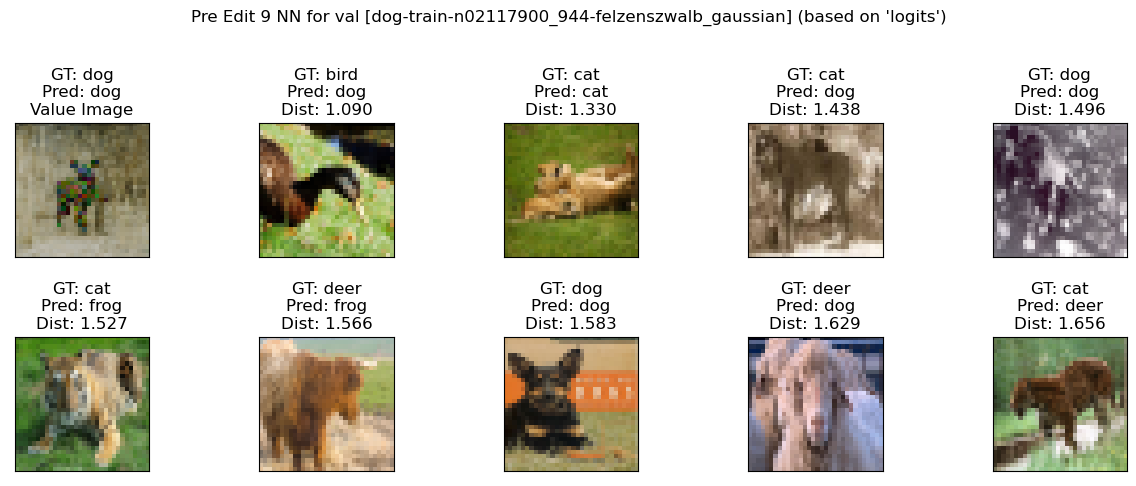 Pre Edit 9 NN for val [dog-train-n02117900_944-felzenszwalb_gaussian] (based on 'logits')
GT: dog
Pred: dog
Value Image
GT: bird
Pred: dog
Dist: 1.090
GT: cat
Pred: cat
Dist: 1.330
GT: cat
Pred: dog
Dist: 1.438
GT: dog
Pred: dog
Dist: 1.496
GT: cat
Pred: frog
Dist: 1.527
GT: deer
Pred: frog
Dist: 1.566
GT: dog
Pred: dog
Dist: 1.583
GT: deer
Pred: dog
Dist: 1.629
GT: cat
Pred: deer
Dist: 1.656